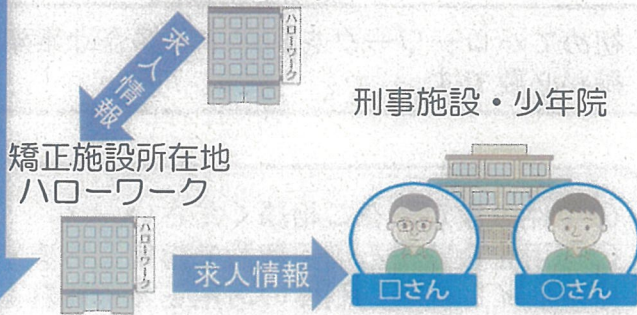 ハローワーク
求人情報
刑事施設・少年院
矯正施設所在地
ハローワーク
ハローワーク
求人情報
□さん
○さん